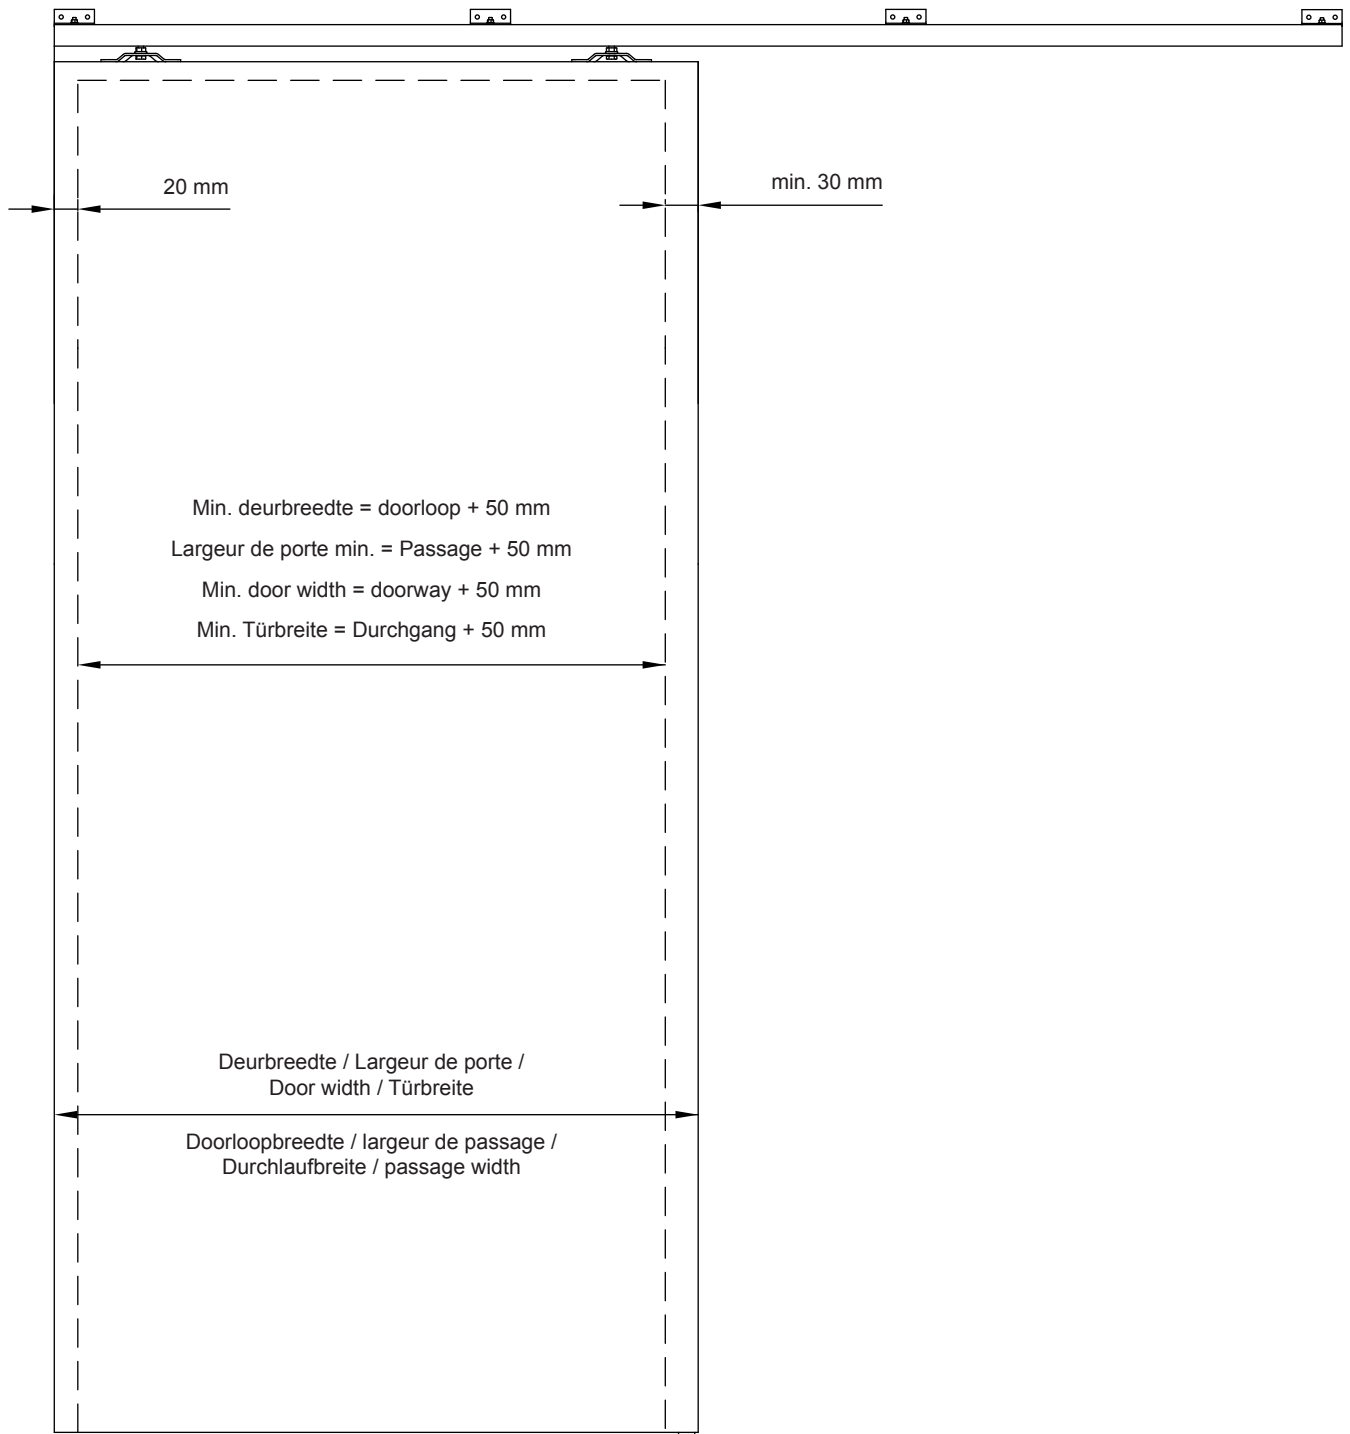 20 mm
min. 30 mm
Min. deurbreedte = doorloop + 50 mm
Largeur de porte min. = Passage + 50 mm
Min. door width = doorway + 50 mm
Min. Türbreite = Durchgang + 50 mm
Deurbreedte / Largeur de porte /
Door width / Türbreite
Doorloopbreedte / largeur de passage /
Durchlaufbreite / passage width